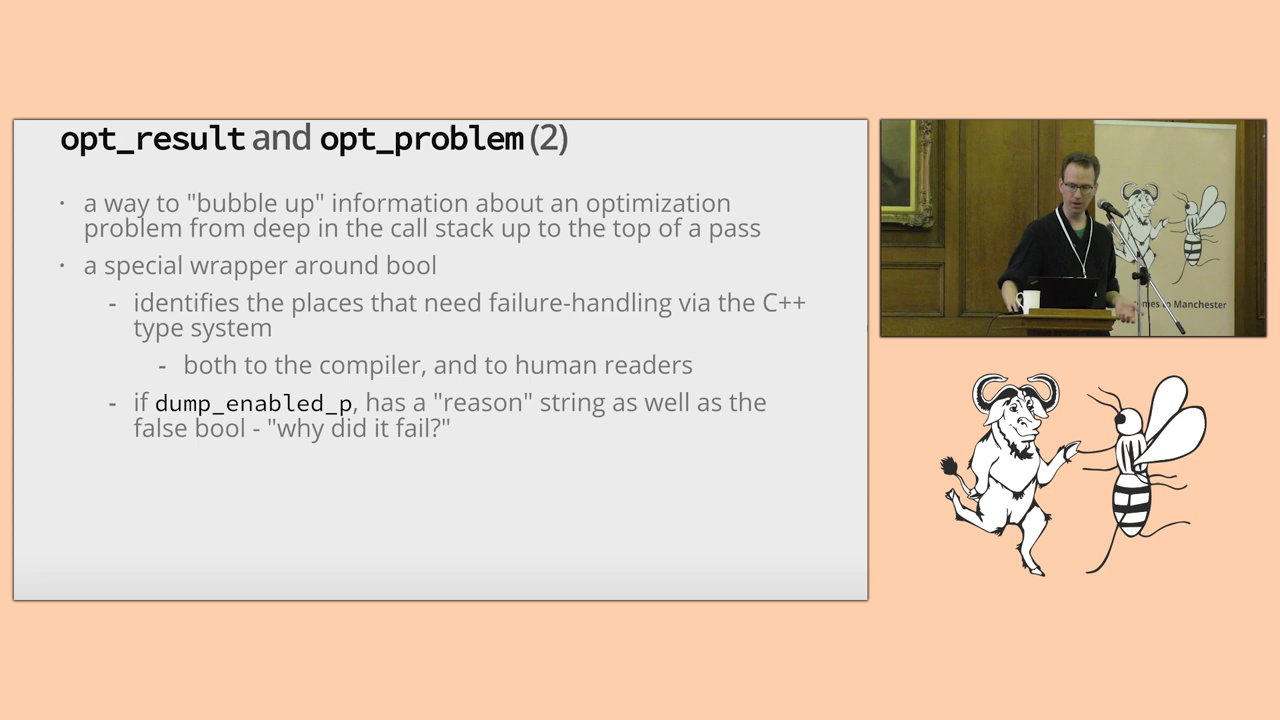 opt_result and opt_problem (2)
· a way to "bubble up" information about an optimization
problem from deep in the call stack up to the top of a pass
· a special wrapper around bool
- identifies the places that need failure-handling via the C++
type system
- both to the compiler, and to human readers
- if dump_enabled_p, has a "reason" string as well as the
false bool - "why did it fail?"
to Manchester